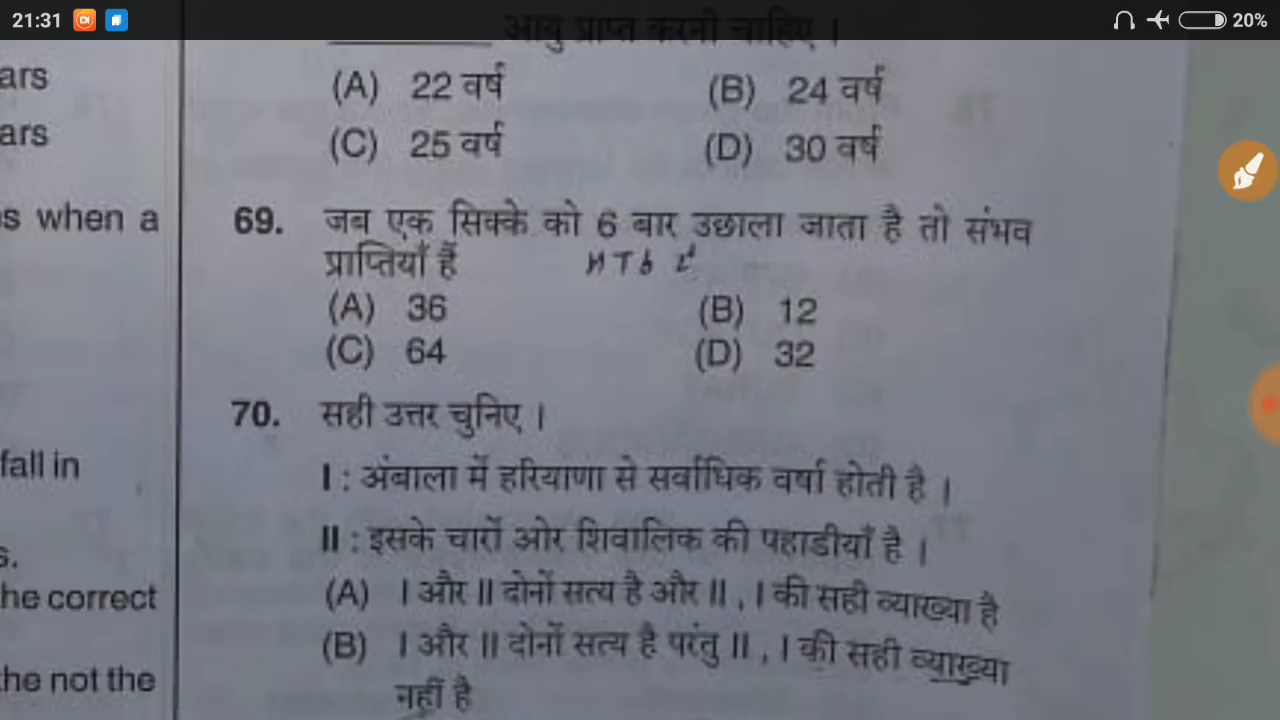 21:31
20%
आयु प्राप्त करनी चाहिए ।
ars
(A) 22 वर्ष (B) 24 वर्ष
ars
(C) 25 वर्ष (D) 30 वर्ष
s when a
69. जब एक सिक्के को 6 बार उछाला जाता है तो संभव
प्राप्तियाँ हैं
(A) 36 (B) 12
(C) 64 (D) 32
70. सही उत्तर चुनिए ।
fall in
I : अंबाला में हरियाणा से सर्वाधिक वर्षा होती है ।
II : इसके चारों ओर शिवालिक की पहाडीयाँ है ।
s.
he correct
(A) I और II दोनों सत्य है और II , I की सही व्याख्या है
(B) I और II दोनों सत्य है परंतु II , I की सही व्याख्या
he not the
नहीं है